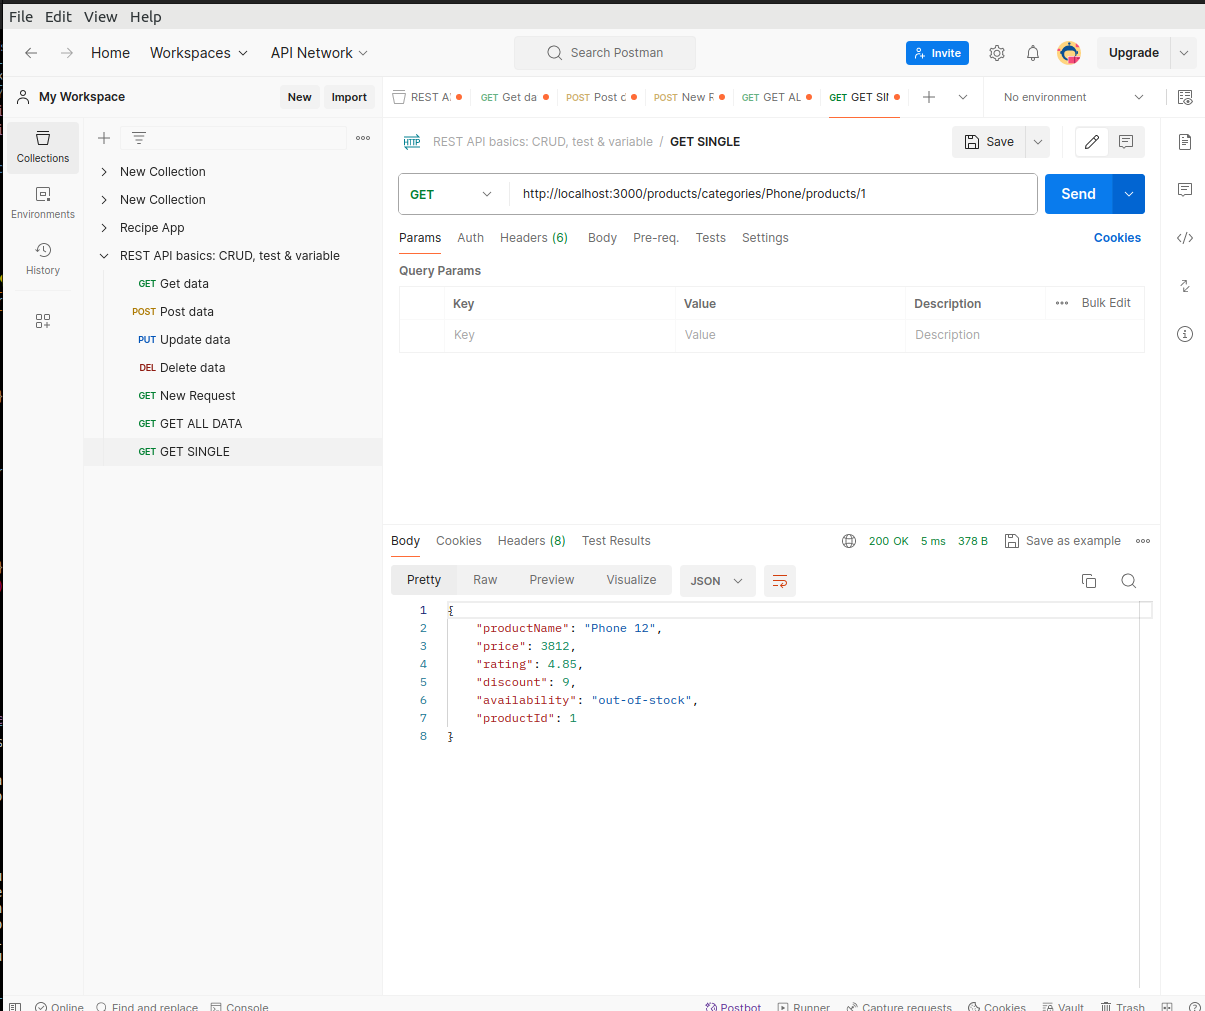 File Edit View Help
Home Workspaces API Network Search Postman Invite Upgrade
My Workspace New Import
REST A GET Get da POST Post c POST New F GET GET AL GET GET SII No environment
Collections
Environments
History
New Collection
New Collection
Recipe App
REST API basics: CRUD, test & variable
GET Get data
POST Post data
PUT Update data
DEL Delete data
GET New Request
GET GET ALL DATA
GET GET SINGLE
HTTP REST API basics: CRUD, test & variable / GET SINGLE Save
GET http://localhost:3000/products/categories/Phone/products/1 Send
Params Auth Headers (6) Body Pre-req. Tests Settings Cookies
Query Params
Key Value Description Bulk Edit
Key Value Description
Body Cookies Headers (8) Test Results 200 OK 5 ms 378 B Save as example
Pretty Raw Preview Visualize JSON
1 {
2 "productName": "Phone 12",
3 "price": 3812,
4 "rating": 4.85,
5 "discount": 9,
6 "availability": "out-of-stock",
7 "productId": 1
8 }
Online Find and replace Console Postbot Runner Capture requests Cookies Vault Trash